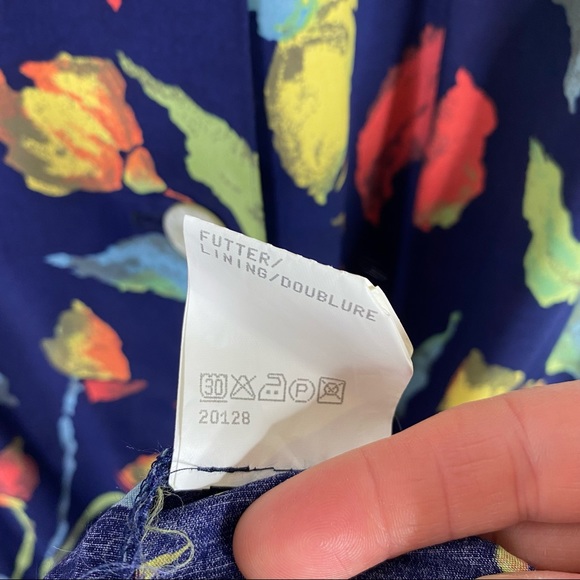 FUTTER/
LINING/DOUBLURE
30 P
20128